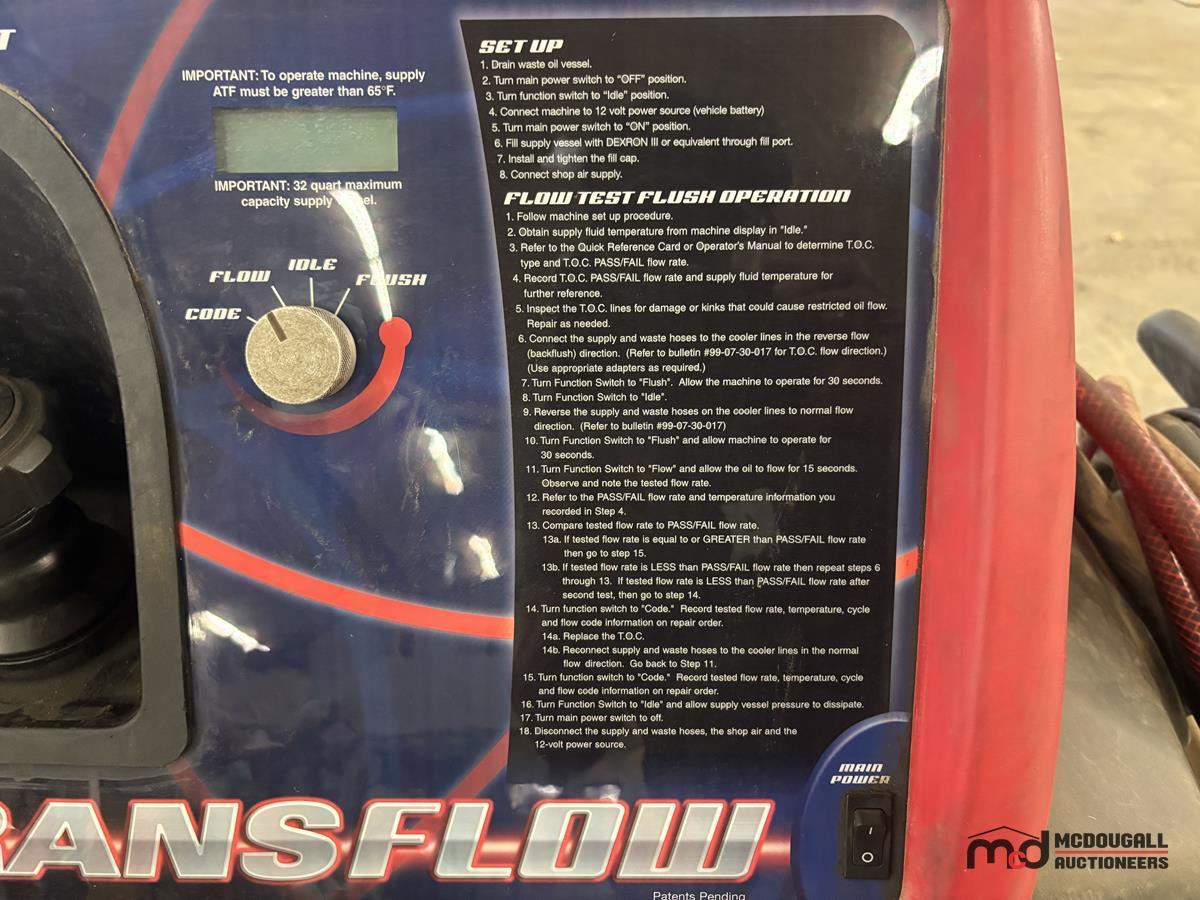 T
IMPORTANT: To operate machine, supply
ATF must be greater than 65°F.
IMPORTANT: 32 quart maximum
capacity supply
CODE
FLOW
IDLE
FLUSH
SET UP
1. Drain waste oil vessel.
2. Turn main power switch to “OFF” position.
3. Turn function switch to “Idle” position.
4. Connect machine to 12 volt power source (vehicle battery)
5. Turn main power switch to “ON” position.
6. Fill supply vessel with DEXRON III or equivalent through fill port.
7. Install and tighten the fill cap.
8. Connect shop air supply.
FLOW TEST FLUSH OPERATION
1. Follow machine set up procedure.
2. Obtain supply fluid temperature from machine display in "Idle."
3. Refer to the Quick Reference Card or Operator's Manual to determine T.O.C.
type and T.O.C. PASS/FAIL flow rate.
4. Record T.O.C. PASS/FAIL flow rate and supply fluid temperature for
further reference.
5. Inspect the T.O.C. lines for damage or kinks that could cause restricted oil flow.
Repair as needed.
6. Connect the supply and waste hoses to the cooler lines in the reverse flow
(backflush) direction. (Refer to bulletin #99-07-30-017 for T.O.C. flow direction.)
(Use appropriate adapters as required.)
7. Turn Function Switch to "Flush". Allow the machine to operate for 30 seconds.
8. Turn Function Switch to "Idle".
9. Reverse the supply and waste hoses on the cooler lines to normal flow
direction. (Refer to bulletin #99-07-30-017)
10. Turn Function Switch to "Flush" and allow machine to operate for
30 seconds.
11. Turn Function Switch to "Flow" and allow the oil to flow for 15 seconds.
Observe and note the tested flow rate.
12. Refer to the PASS/FAIL flow rate and temperature information you
recorded in Step 4.
13. Compare tested flow rate to PASS/FAIL flow rate.
13a. If tested flow rate is equal to or GREATER than PASS/FAIL flow rate
then go to step 15.
13b. If tested flow rate is LESS than PASS/FAIL flow rate then repeat steps 6
through 13. If tested flow rate is LESS than PASS/FAIL flow rate after
second test, then go to step 14.
14. Turn function switch to "Code." Record tested flow rate, temperature, cycle
and flow code information on repair order.
14a. Replace the T.O.C.
14b. Reconnect supply and waste hoses to the cooler lines in the normal
flow direction. Go back to Step 11.
15. Turn function switch to "Code." Record tested flow rate, temperature, cycle
and flow code information on repair order.
16. Turn Function Switch to "Idle" and allow supply vessel pressure to dissipate.
17. Turn main power switch to off.
18. Disconnect the supply and waste hoses, the shop air and the
12-volt power source.
MAIN
POWER
RANSFLOW
Patents Pending
mcd MCDOUGALL
AUCTIONEERS